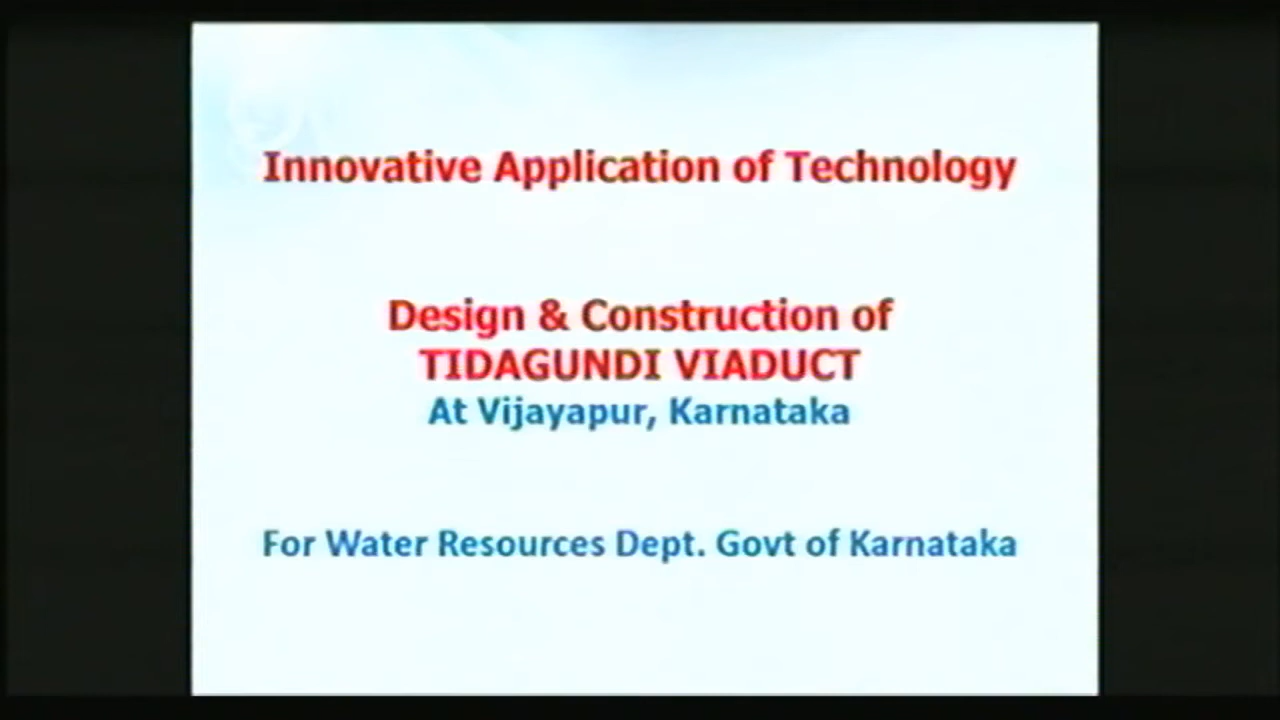 Innovative Application of Technology
Design & Construction of
TIDAGUNDI VIADUCT
At Vijayapur, Karnataka
For Water Resources Dept. Govt of Karnataka